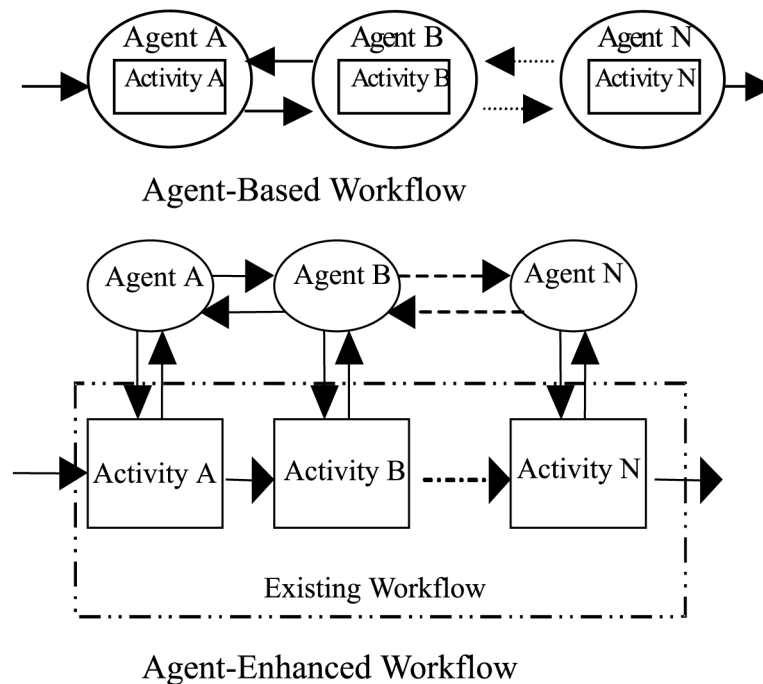 Agent A
Agent B
Agent N
Activity A
Activity B
Activity N
Agent-Based Workflow
Agent A
Agent B
Agent N
Activity A
Activity B
Activity N
Existing Workflow
Agent-Enhanced Workflow